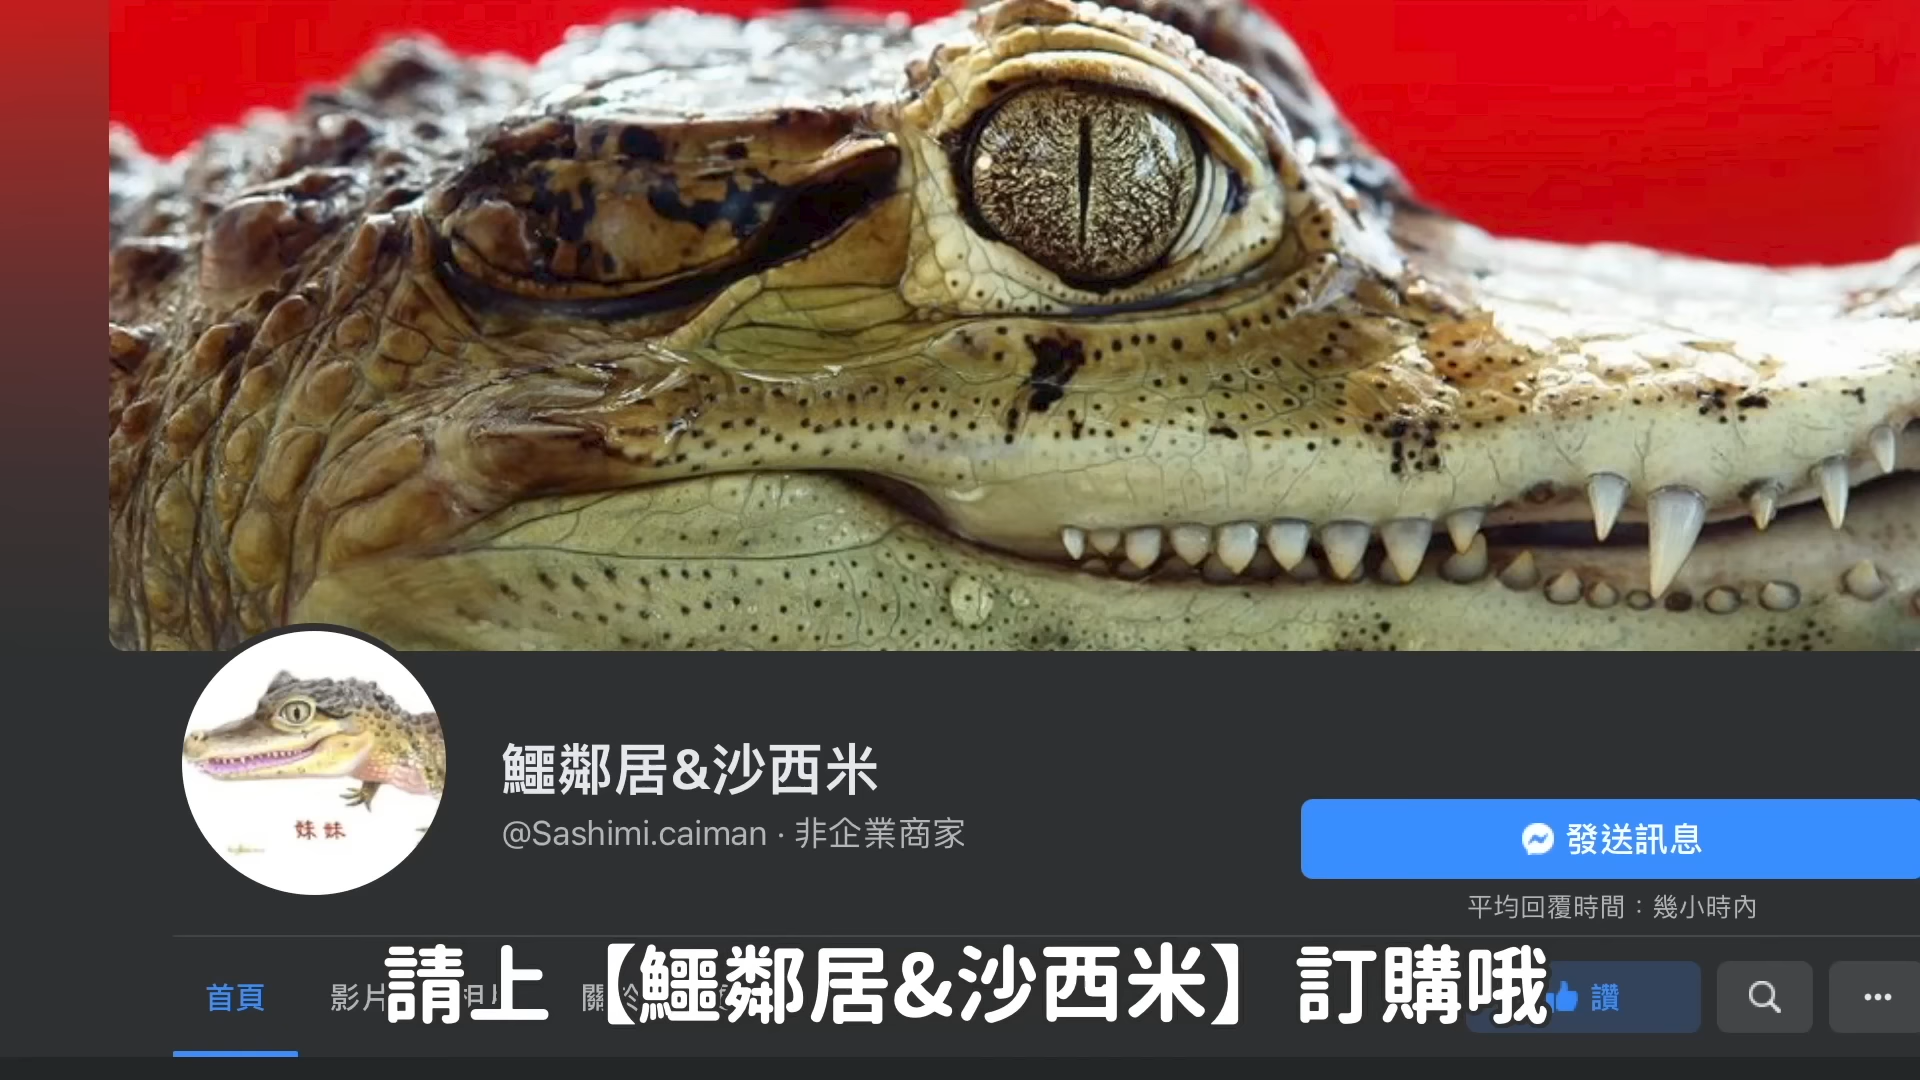 妹妹
鱷鄰居&沙西米
@Sashimi.caiman · 非企業商家
發送訊息
平均回覆時間：幾小時內
首頁
影片
讚
請上【鱷鄰居&沙西米】 訂購哦